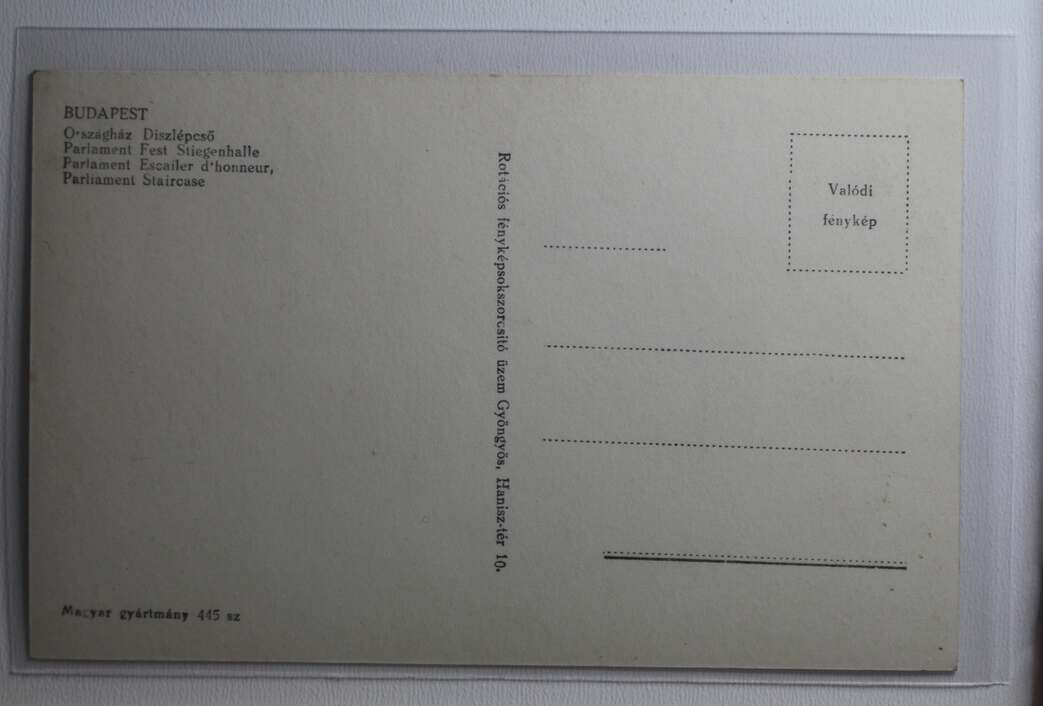 BUDAPEST
Országház Diszlépcső
Parlament Fest Stiegenhalle
Parlament Escailer d'honneur,
Parliament Staircase
Rotációs fényképsokszorosító üzem Gyöngyös, Hanisz-tér 10.
Valódi
fénykép
Magyar gyártmány 445 sz